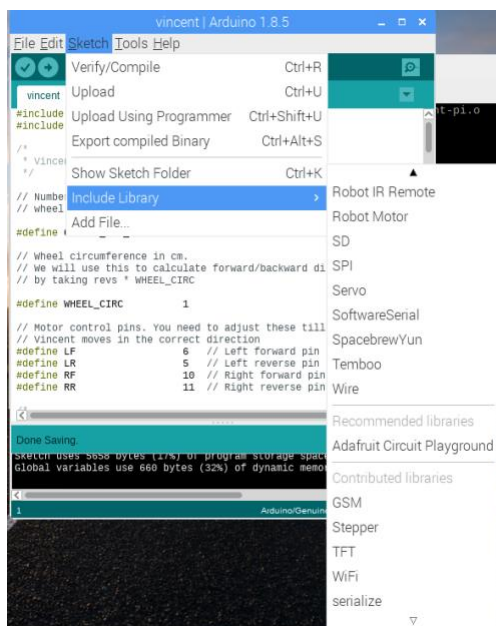 vincent | Arduino 1.8.5
File Edit Sketch Tools Help
Verify/Compile Ctrl+R
Upload Ctrl+U
Upload Using Programmer Ctrl+Shift+U
Export compiled Binary Ctrl+Alt+S
Show Sketch Folder Ctrl+K
Include Library
Add File...
vincent
#include
#include
/*
*/
// wheel
#define
// Wheel circumference in cm.
// We will use this to calculate forward/backward di
// by taking revs * WHEEL_CIRC
#define WHEEL_CIRC 1
// Motor control pins. You need to adjust these till
// Vincent moves in the correct direction
#define LF 6 // Left forward pin
#define LR 5 // Left reverse pin
#define RF 10 // Right forward pin
#define RR 11 // Right reverse pin
Done Saving.
Sketch uses 5658 bytes (17%) of program storage space
Global variables use 660 bytes (32%) of dynamic memor
1 Arduino/Genuino
nt-pi.o
Robot IR Remote
Robot Motor
SD
SPI
Servo
SoftwareSerial
SpacebrewYun
Temboo
Wire
Recommended libraries
Adafruit Circuit Playground
Contributed libraries
GSM
Stepper
TFT
WiFi
serialize